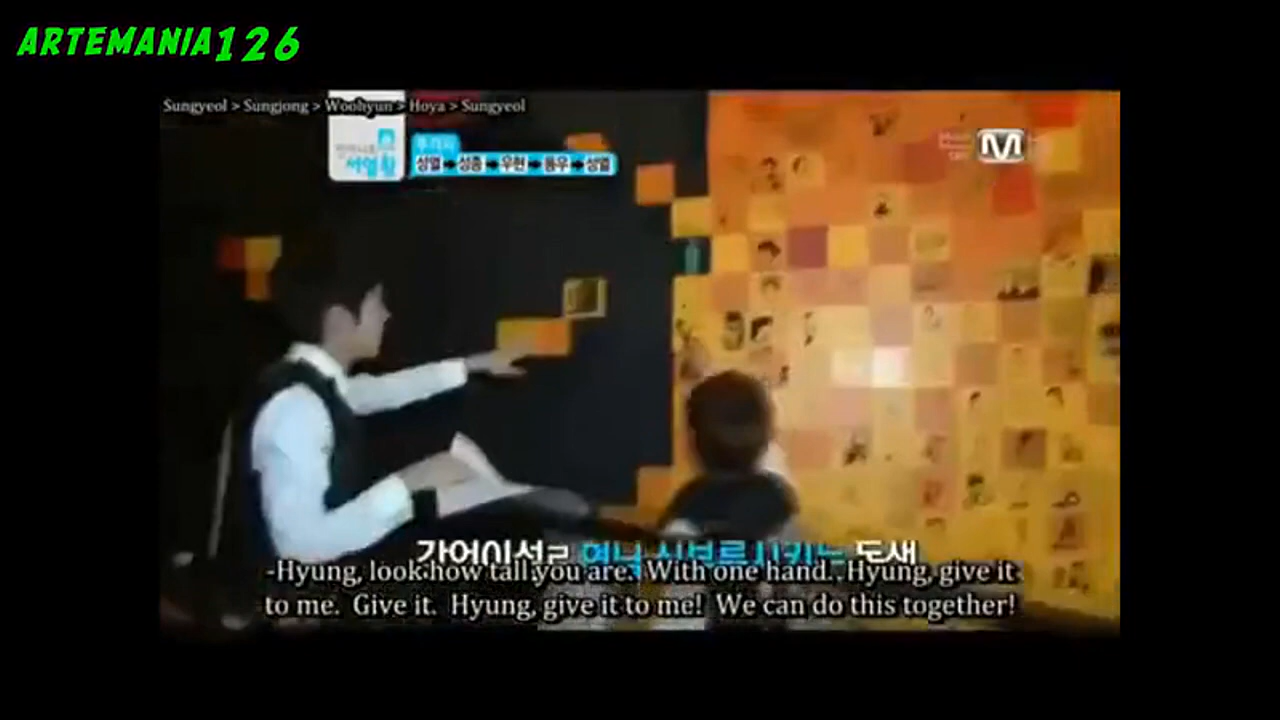 ARTEMANIA126
Sungyeol > Sungjong > Woohyun > Hoya > Sungyeol
성열 성종 우현 동우 성열
M
동생
-Hyung, look how tall you are. With one hand. Hyung, give it
to me. Give it. Hyung, give it to me! We can do this together!